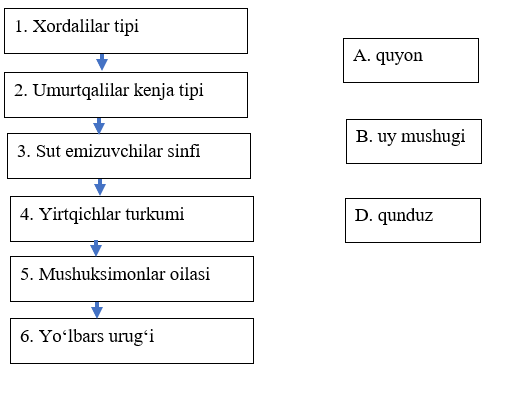 1. Xordalilar tipi
2. Umurtqalilar kenja tipi
3. Sut emizuvchilar sinfi
4. Yirtqichlar turkumi
5. Mushuksimonlar oilasi
6. Yo‘lbars urug‘i
A. quyon
B. uy mushugi
D. qunduz